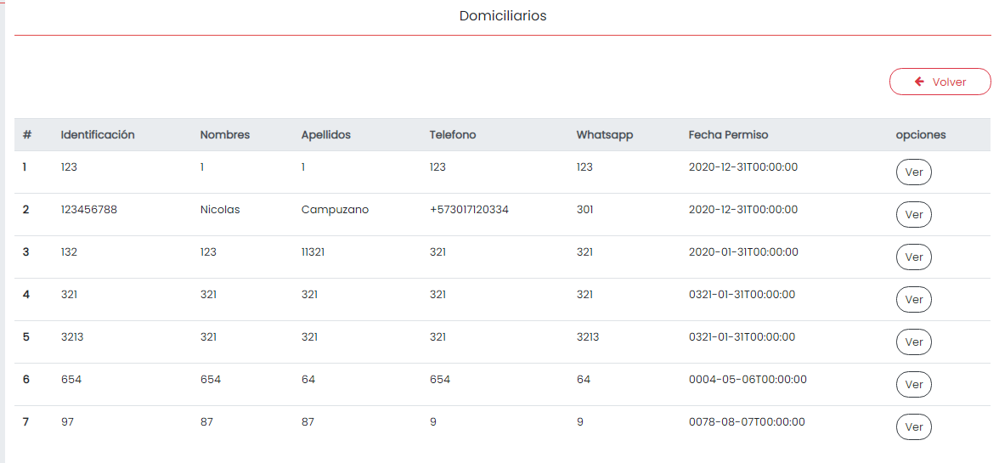 Domiciliarios
Volver
# Identificación Nombres Apellidos Telefono Whatsapp Fecha Permiso opciones
1 123 1 1 123 123 2020-12-31T00:00:00 Ver
2 123456788 Nicolas Campuzano +573017120334 301 2020-12-31T00:00:00 Ver
3 132 123 11321 321 321 2020-01-31T00:00:00 Ver
4 321 321 321 321 321 0321-01-31T00:00:00 Ver
5 3213 321 321 321 3213 0321-01-31T00:00:00 Ver
6 654 654 64 654 64 0004-05-06T00:00:00 Ver
7 97 87 87 9 9 0078-08-07T00:00:00 Ver